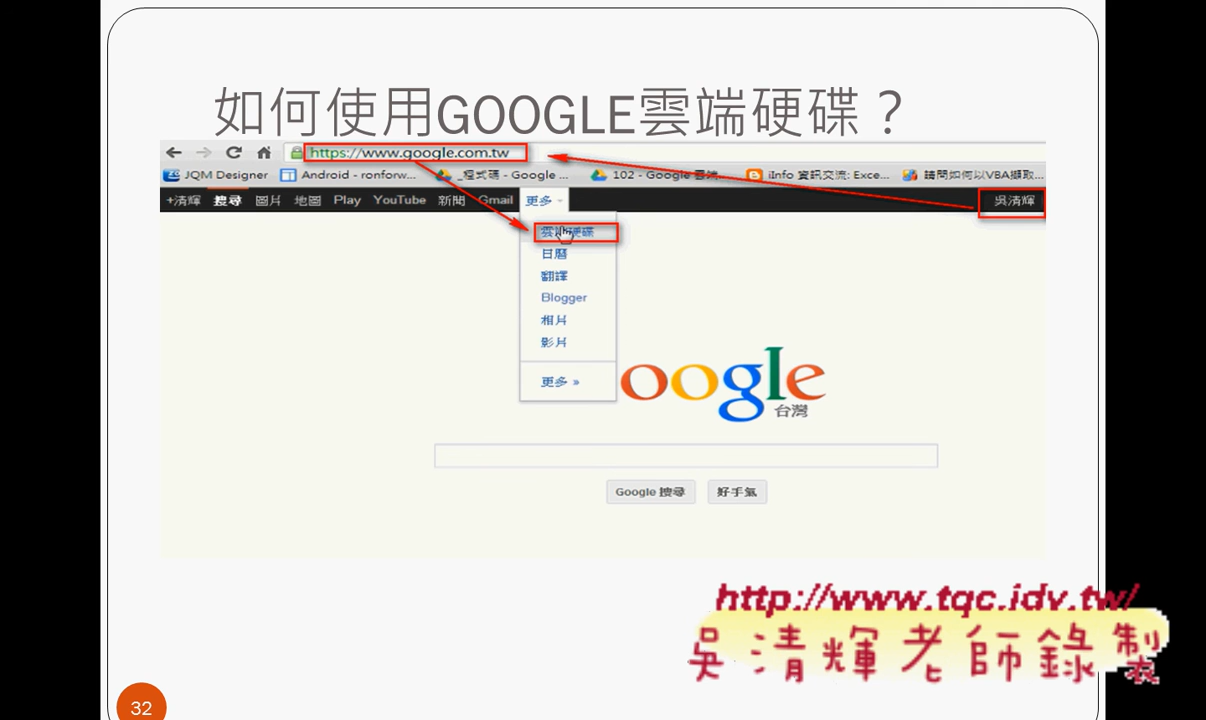 如何使用GOOGLE雲端硬碟？
https://www.google.com.tw
JQM Designer Android - ronforw... _程式碼 - Google ... 102 - Google 雲端... iInfo 資訊交流: Exce... 請問如何以VBA擷取...
+清輝 搜尋 圖片 地圖 Play YouTube 新聞 Gmail 更多 吳清輝
雲端硬碟
日曆
翻譯
Blogger
相片
影片
更多 »
oogle
台灣
Google 搜尋 好手氣
http://www.tqc.idv.tw/
吳清輝老師錄製
32